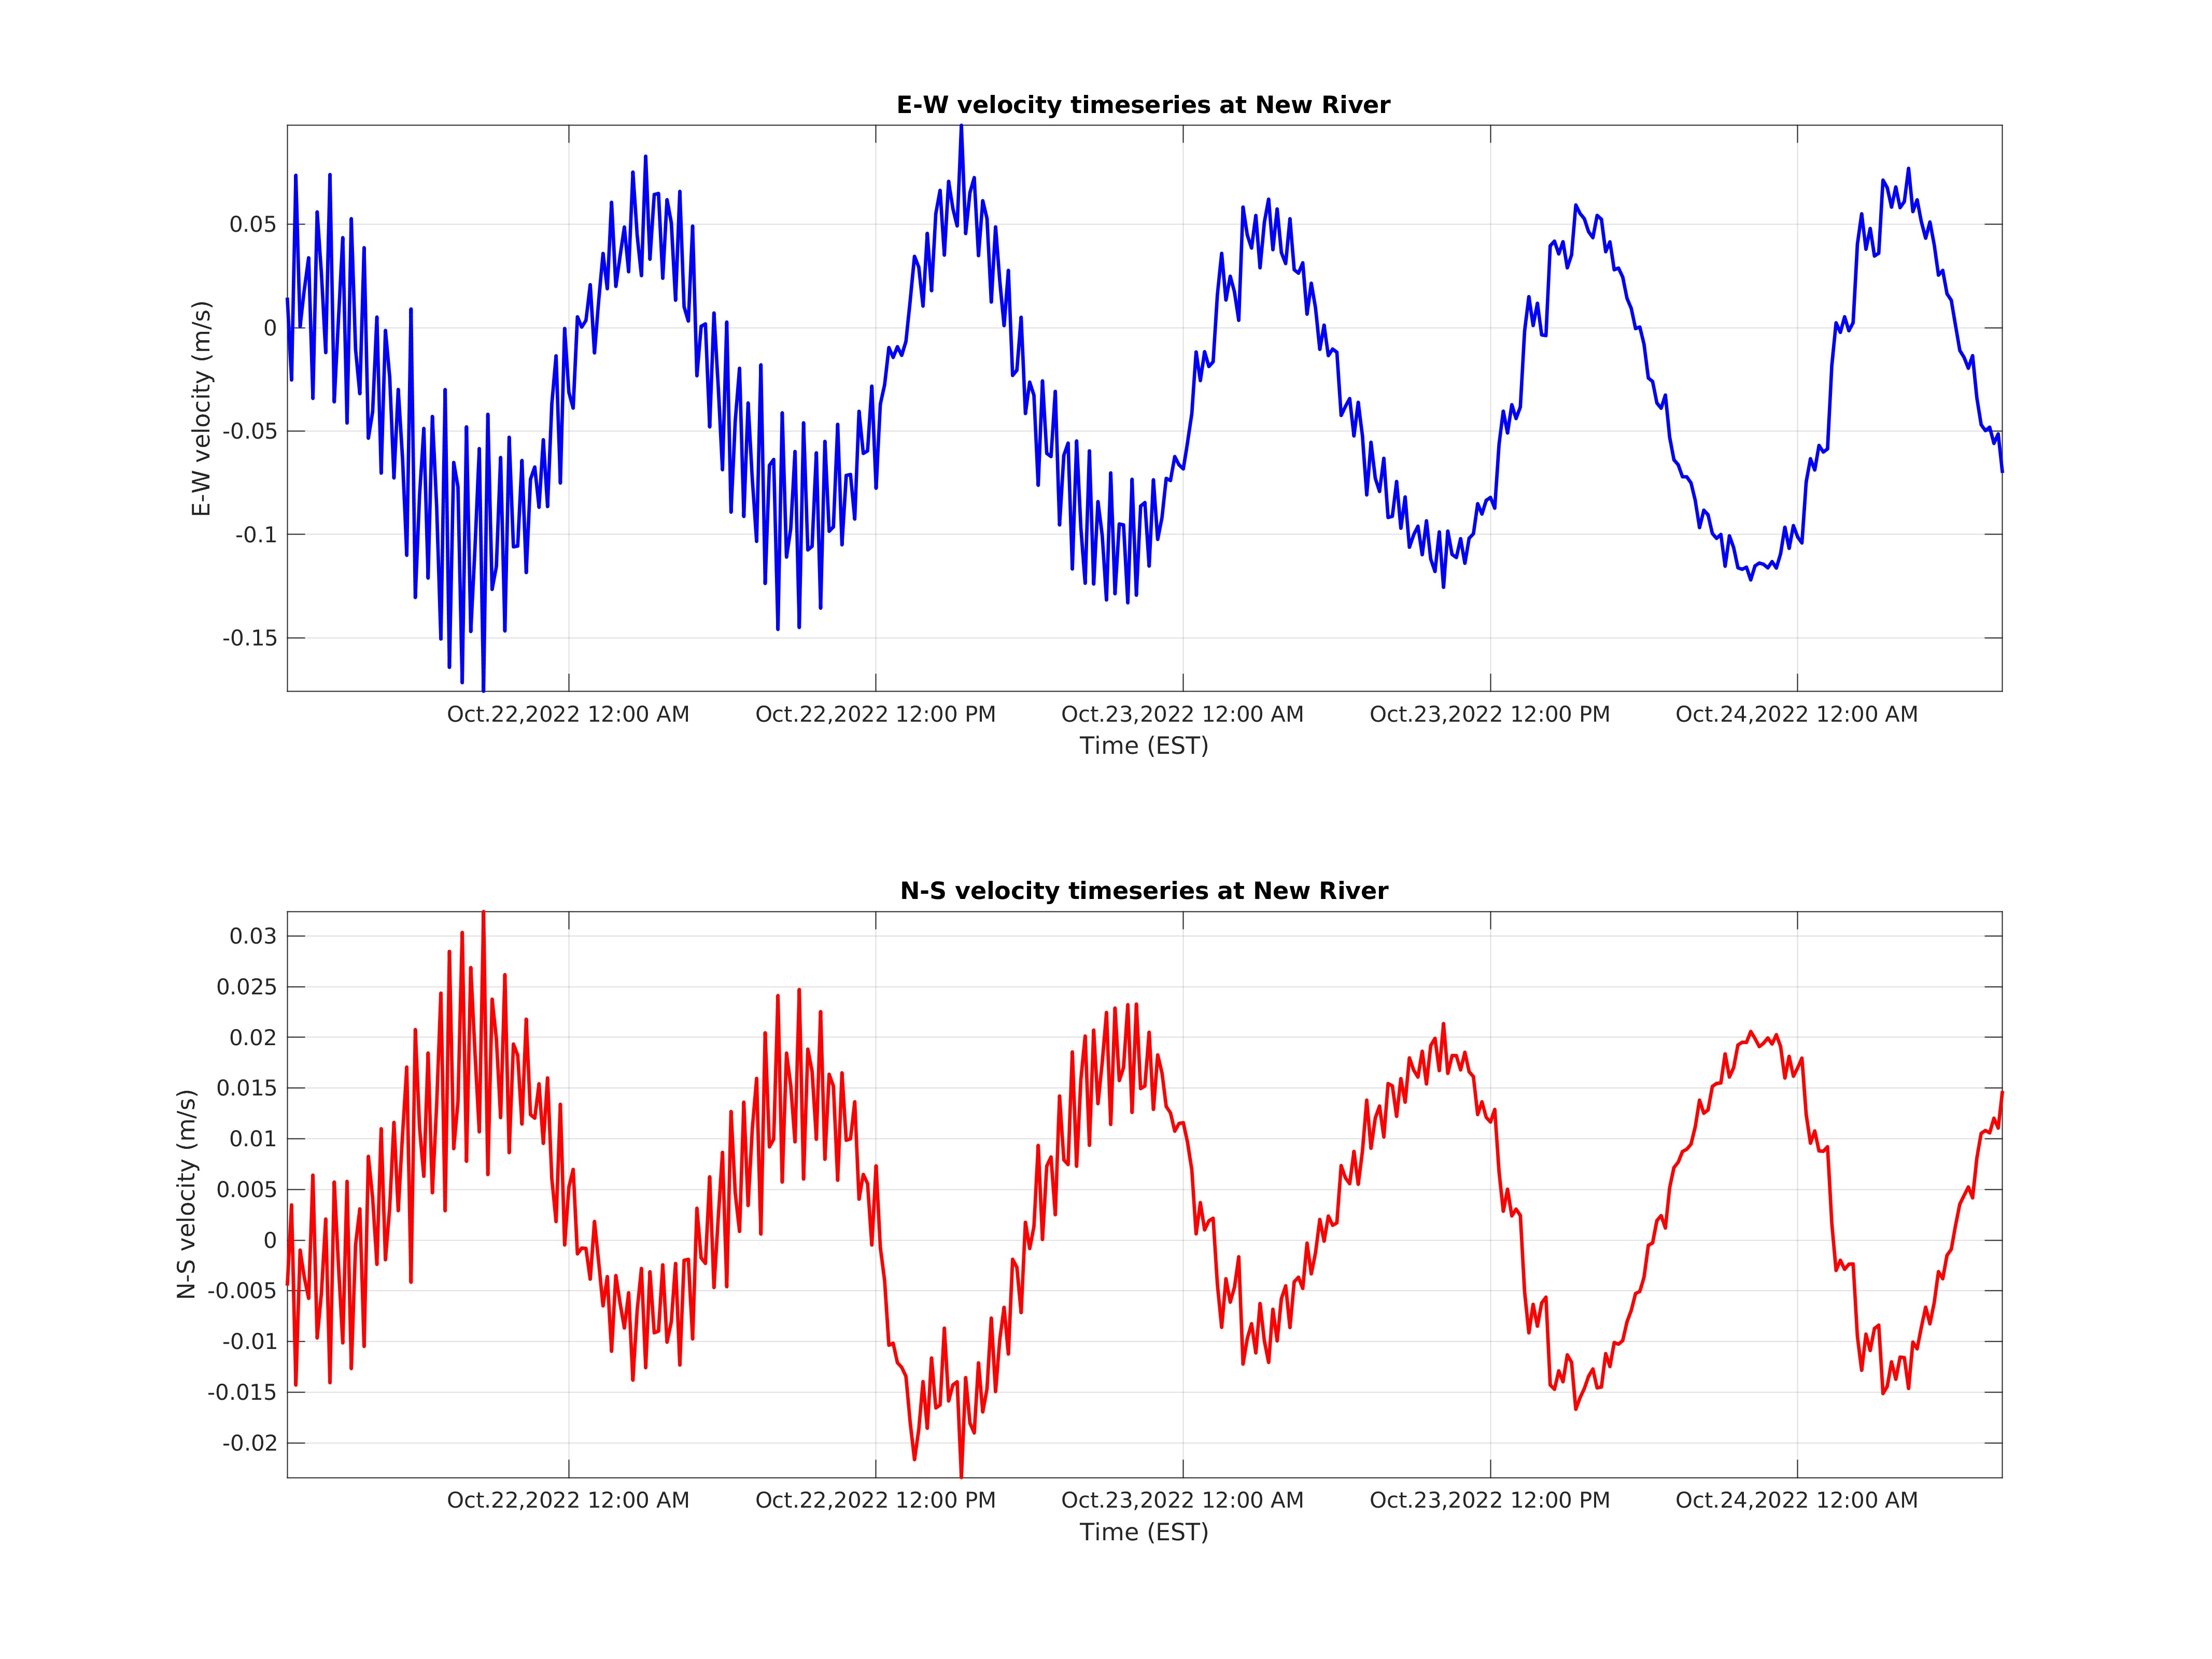 E-W velocity timeseries at New River
E-W velocity (m/s)
0.05
0
-0.05
-0.1
-0.15
Oct.22,2022 12:00 AM
Oct.22,2022 12:00 PM
Oct.23,2022 12:00 AM
Oct.23,2022 12:00 PM
Oct.24,2022 12:00 AM
Time (EST)
N-S velocity timeseries at New River
N-S velocity (m/s)
0.03
0.025
0.02
0.015
0.01
0.005
0
-0.005
-0.01
-0.015
-0.02
Oct.22,2022 12:00 AM
Oct.22,2022 12:00 PM
Oct.23,2022 12:00 AM
Oct.23,2022 12:00 PM
Oct.24,2022 12:00 AM
Time (EST)